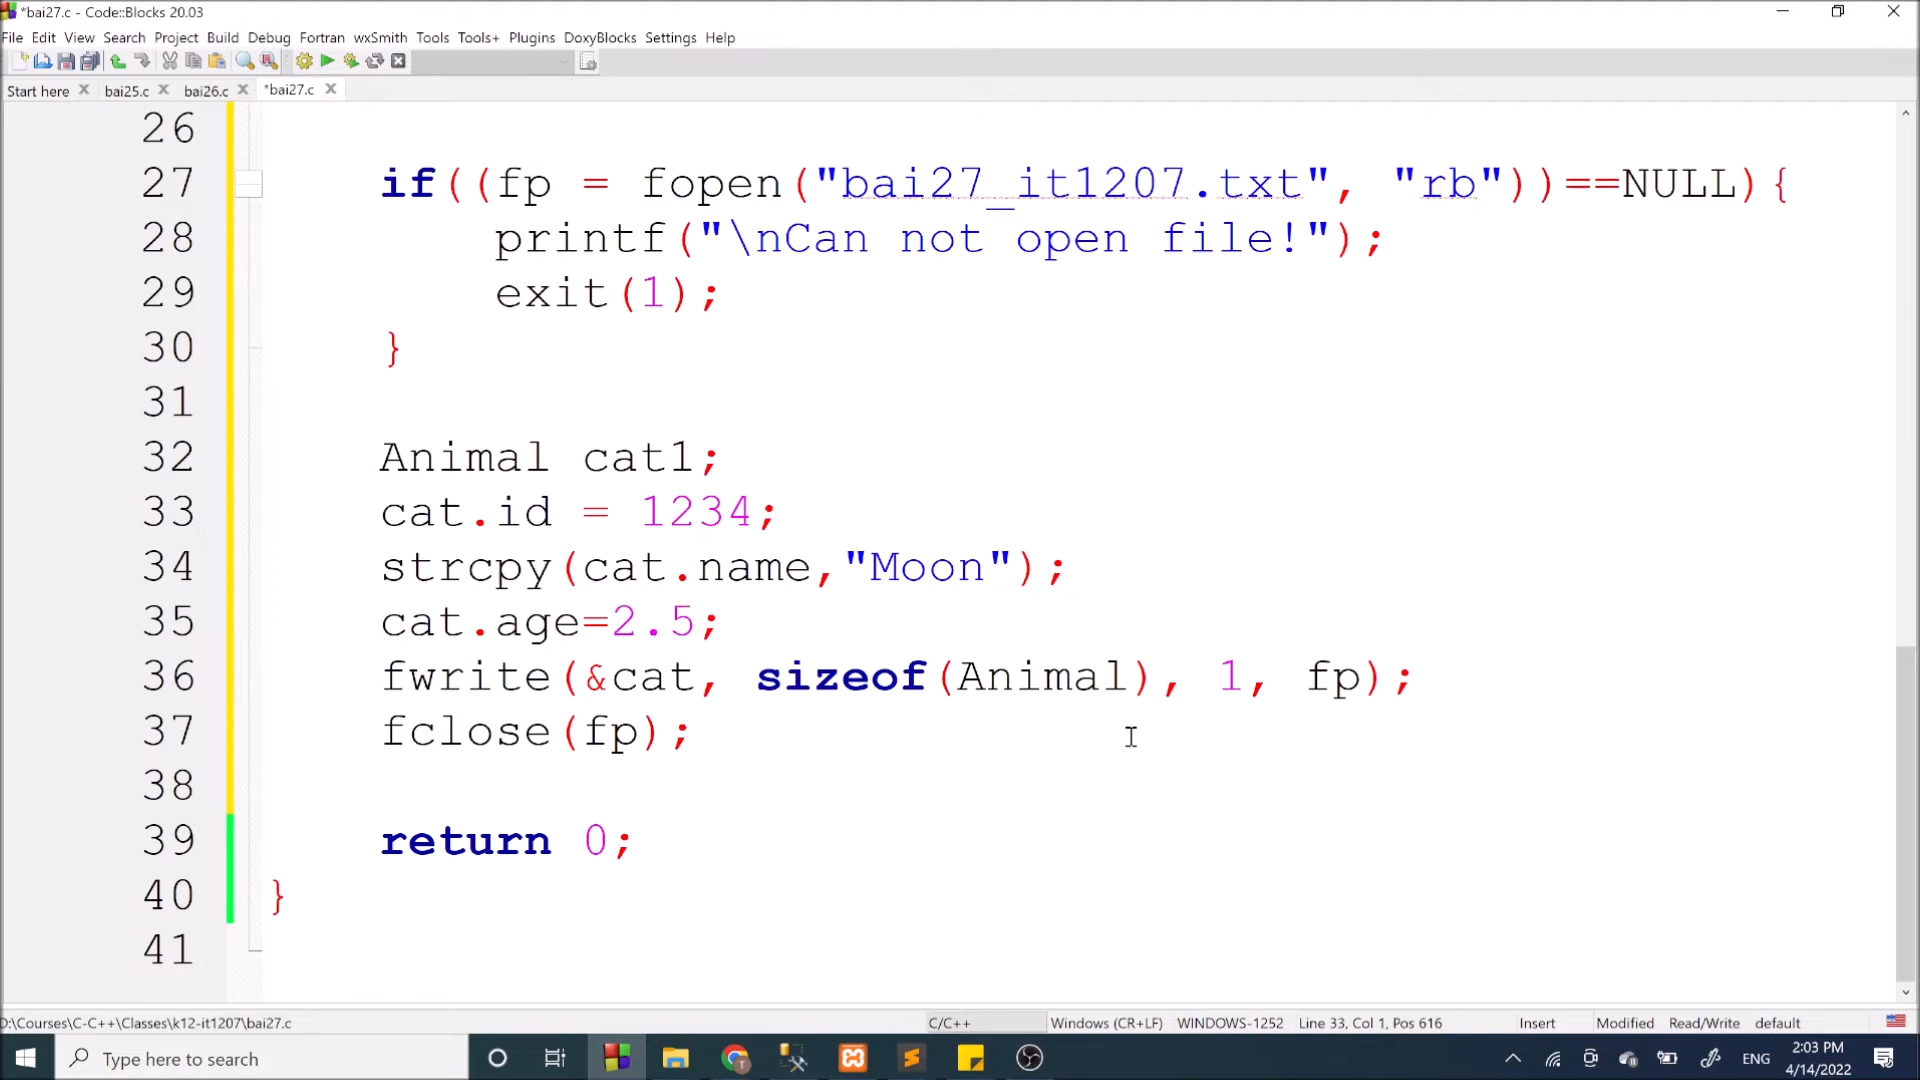 *bai27.c - Code::Blocks 20.03
File Edit View Search Project Build Debug Fortran wxSmith Tools Tools+ Plugins DoxyBlocks Settings Help
Start here bai25.c bai26.c *bai27.c
26
27 if((fp = fopen("bai27_it1207.txt", "rb"))==NULL){
28 printf("\nCan not open file!");
29 exit(1);
30 }
31
32 Animal cat1;
33 cat.id = 1234;
34 strcpy(cat.name,"Moon");
35 cat.age=2.5;
36 fwrite(&cat, sizeof(Animal), 1, fp);
37 fclose(fp);
38
39 return 0;
40 }
41
D:\Courses\C-C++\Classes\k12-it1207\bai27.c C/C++ Windows (CR+LF) WINDOWS-1252 Line 33, Col 1, Pos 616 Insert Modified Read/Write default
Type here to search ENG 2:03 PM
4/14/2022